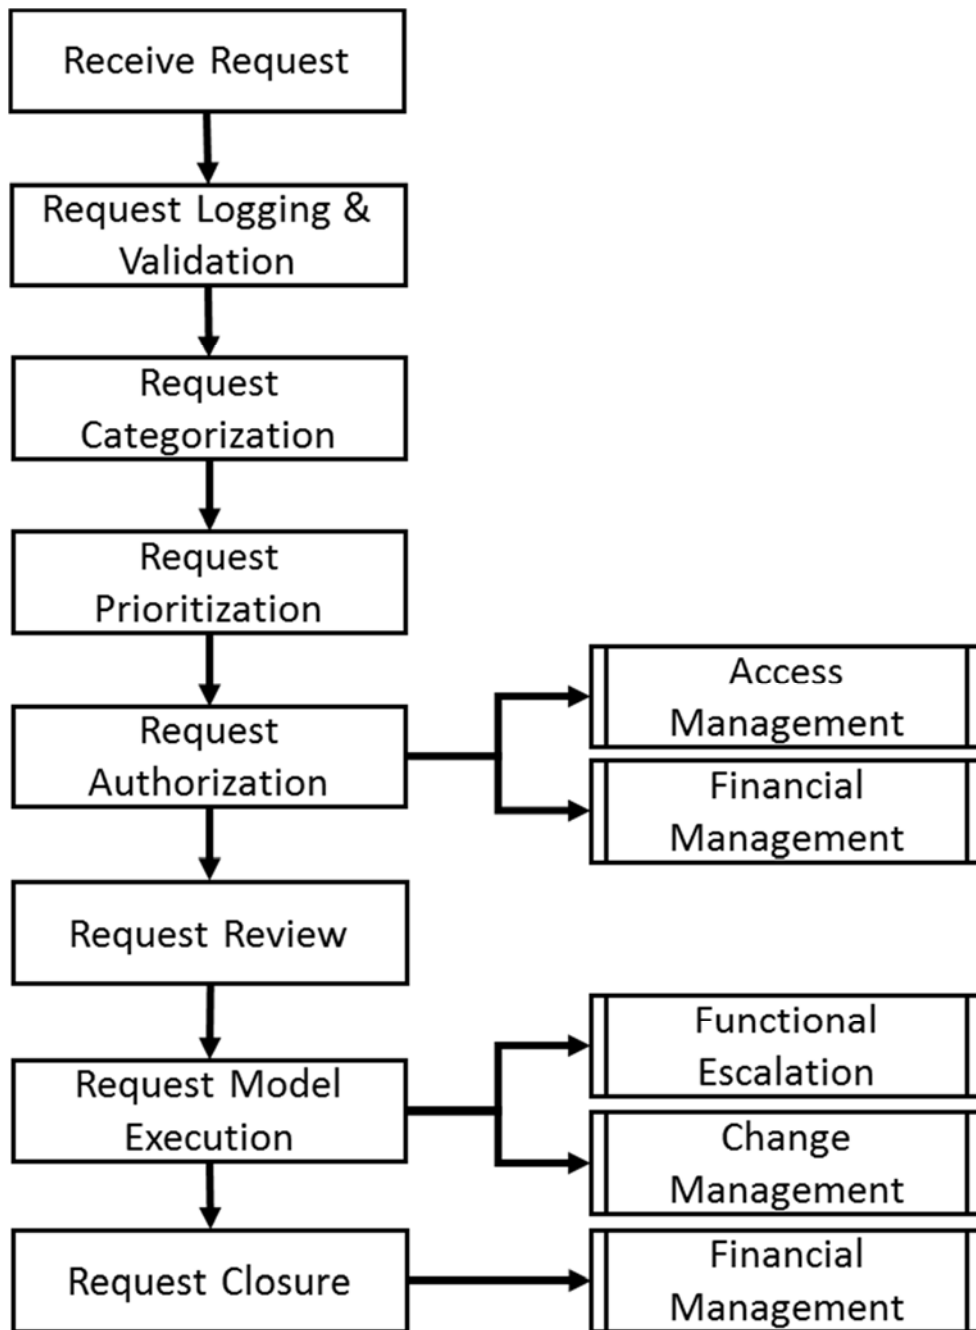 Receive Request
Request Logging &
Validation
Request
Categorization
Request
Prioritization
Request
Authorization
Access
Management
Financial
Management
Request Review
Request Model
Execution
Functional
Escalation
Change
Management
Request Closure
Financial
Management